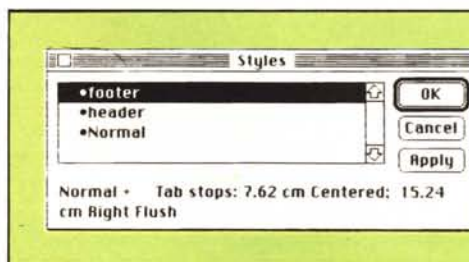 Styles
•footer
•header
•Normal
OK
Cancel
Apply
Normal + Tab stops: 7.62 cm Centered; 15.24
cm Right Flush